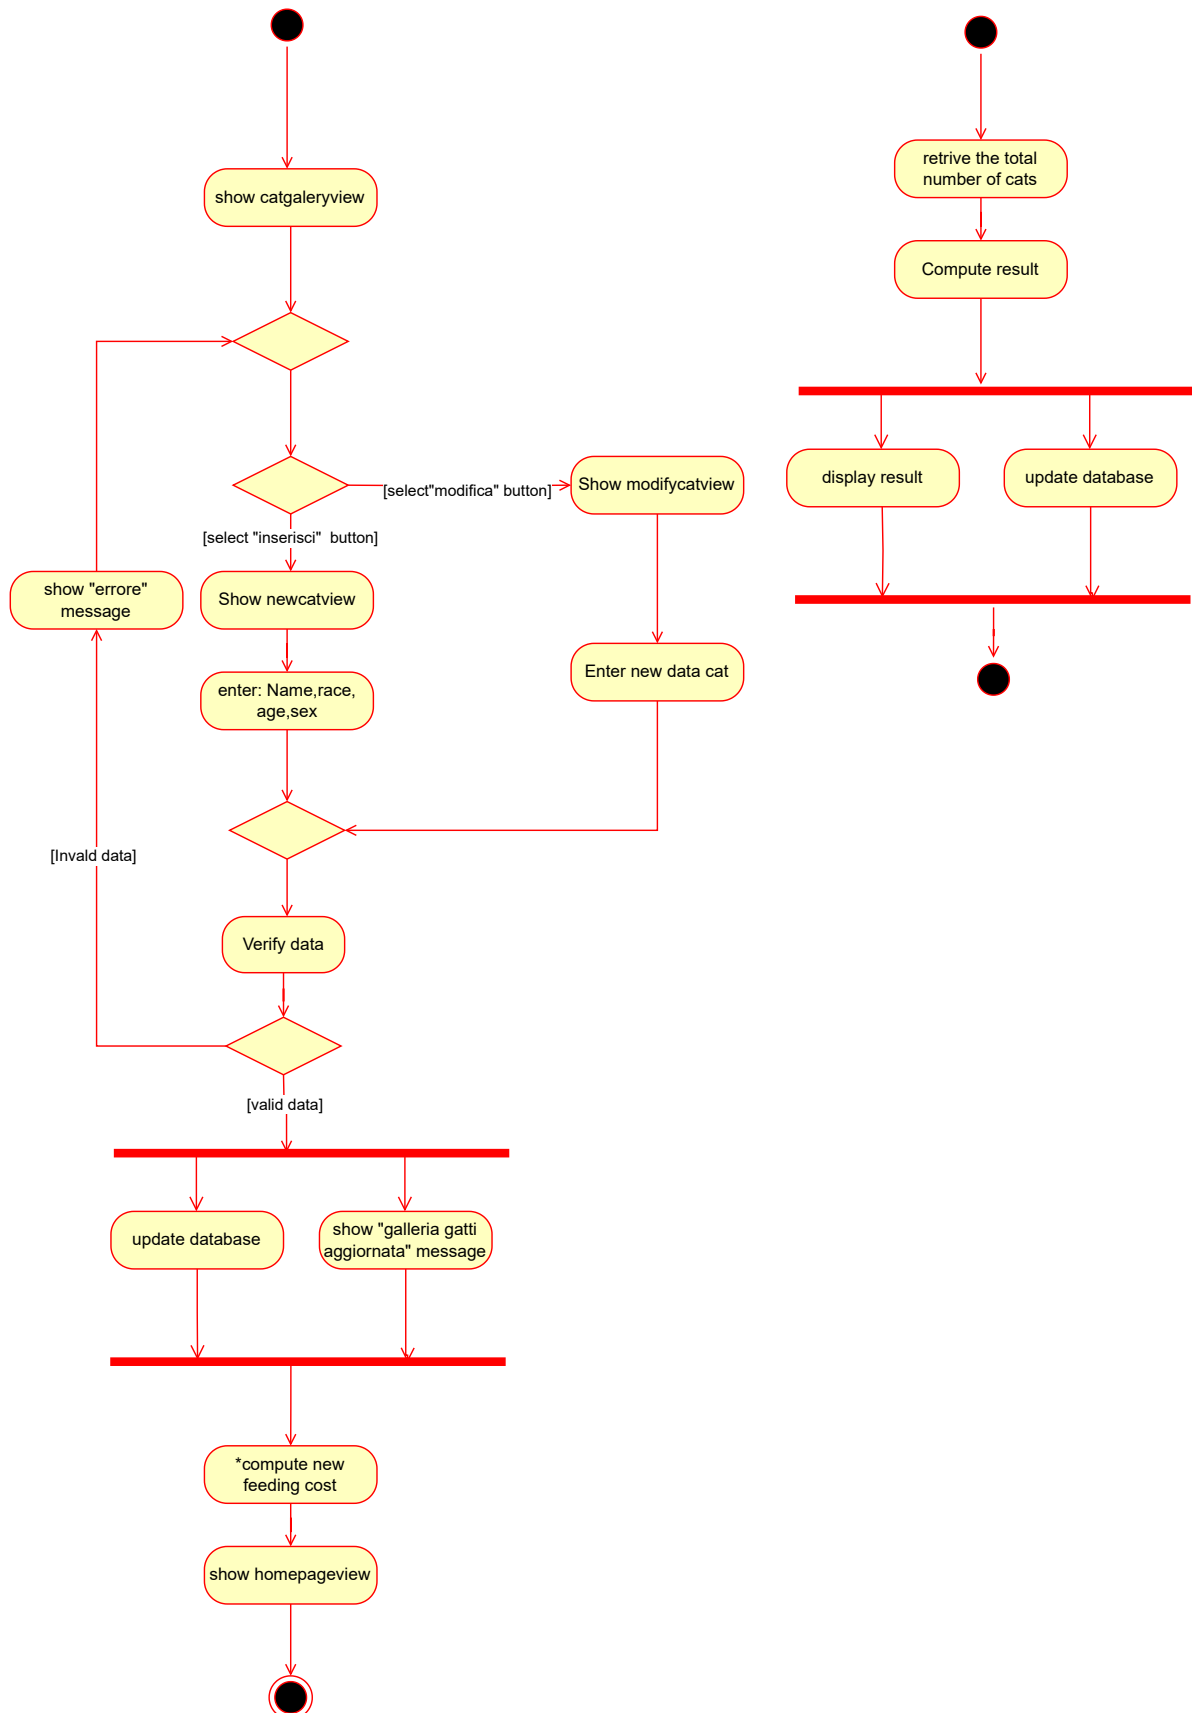 show catgaleryview
[select"modifica" button]
Show modifycatview
[select "inserisci"  button]
show "errore"
message
Show newcatview
enter: Name,race,
age,sex
Enter new data cat
[Invald data]
Verify data
[valid data]
update database
show "galleria gatti
aggiornata" message
*compute new
feeding cost
show homepageview
retrive the total
number of cats
Compute result
display result
update database